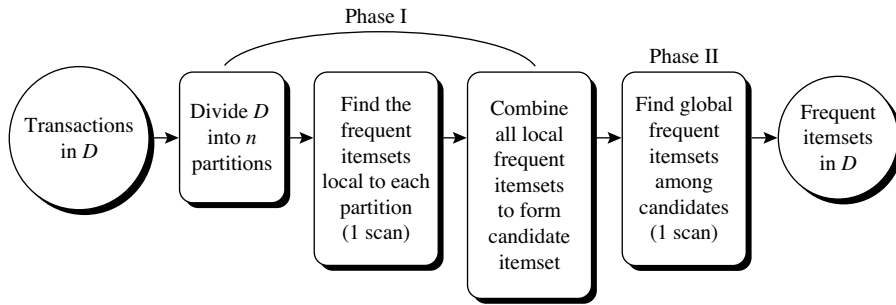 Phase I
Transactions
in D
Divide D
into n
partitions
Find the
frequent
itemsets
local to each
partition
(1 scan)
Combine
all local
frequent
itemsets
to form
candidate
itemset
Phase II
Find global
frequent
itemsets
among
candidates
(1 scan)
Frequent
itemsets
in D